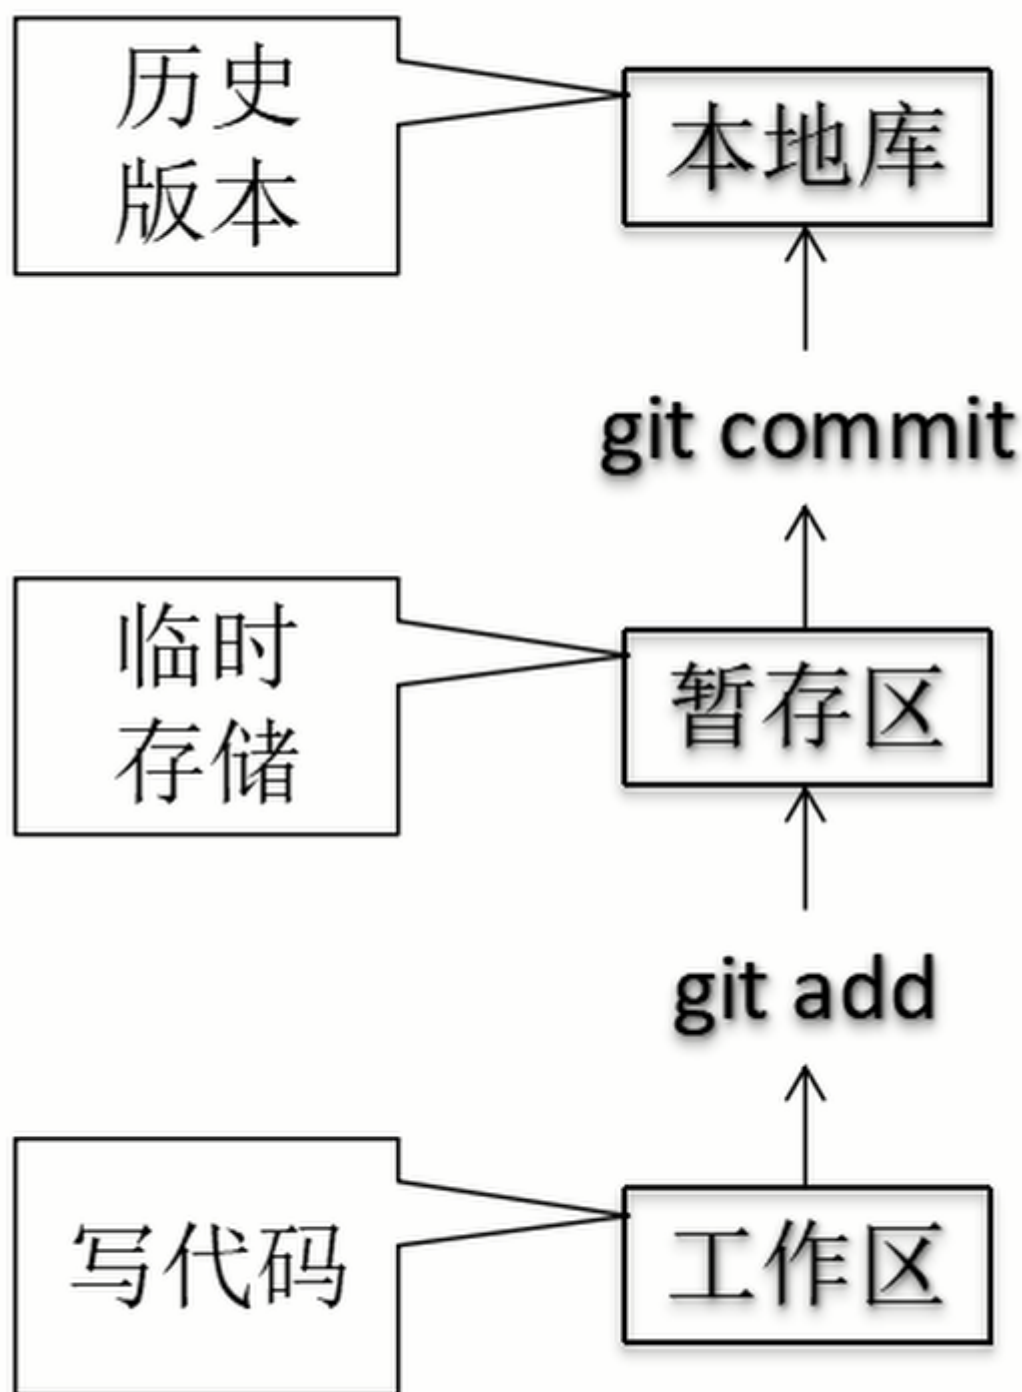 历史
版本
本地库
git commit
临时
存储
暂存区
git add
写代码
工作区